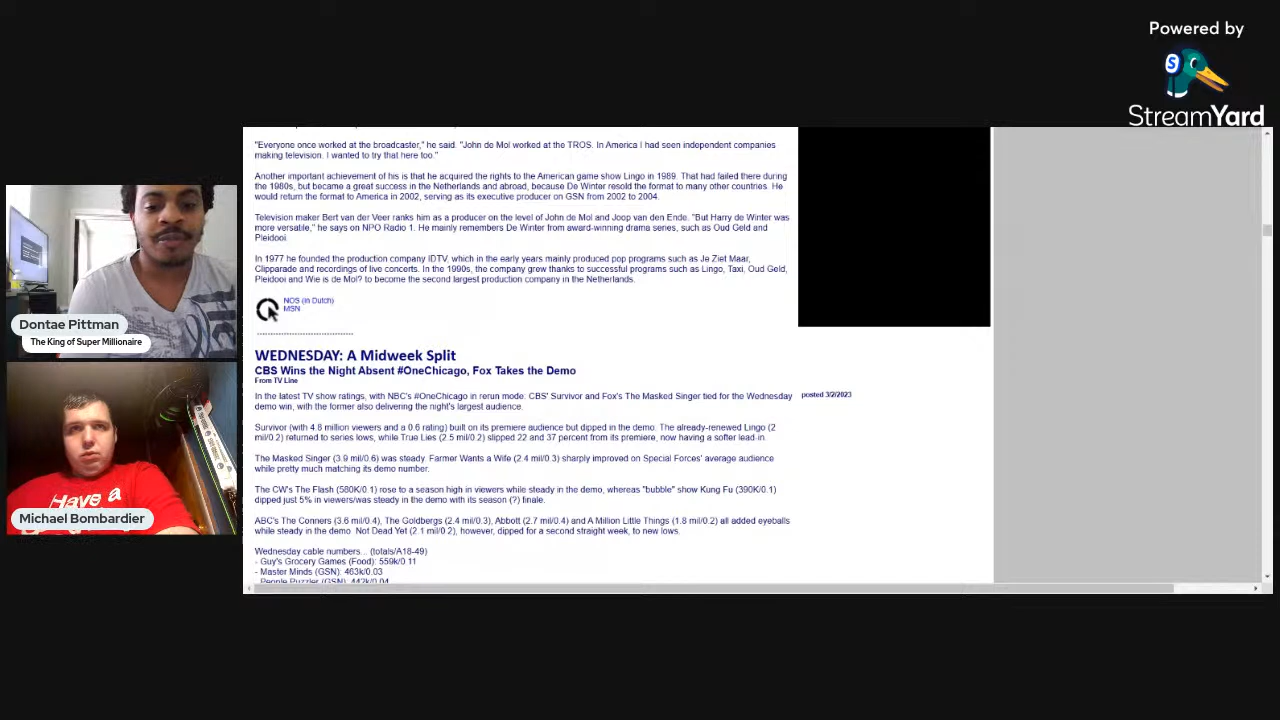 Powered by
StreamYard
"Everyone once worked at the broadcaster," he said. "John de Mol worked at the TROS. In America I had seen independent companies
making television. I wanted to try that here too."
Another important achievement of his is that he acquired the rights to the American game show Lingo in 1989. That had failed there during
the 1980s, but became a great success in the Netherlands and abroad, because De Winter resold the format to many other countries. He
would return the format to America in 2002, serving as its executive producer on GSN from 2002 to 2004.
Television maker Bert van der Veer ranks him as a producer on the level of John de Mol and Joop van den Ende. "But Harry de Winter was
more versatile," he says on NPO Radio 1. He mainly remembers De Winter from award-winning drama series, such as Oud Geld and
Pleidooi.
In 1977 he founded the production company IDTV, which in the early years mainly produced pop programs such as Je Ziet Maar,
Clipparade and recordings of live concerts. In the 1990s, the company grew thanks to successful programs such as Lingo, Taxi, Oud Geld,
Pleidooi and Wie is de Mol? to become the second largest production company in the Netherlands.
NOS (in Dutch)
MSN
--------------------------------
WEDNESDAY: A Midweek Split
CBS Wins the Night Absent #OneChicago, Fox Takes the Demo
From TV Line
In the latest TV show ratings, with NBC's #OneChicago in rerun mode: CBS' Survivor and Fox's The Masked Singer tied for the Wednesday
demo win, with the former also delivering the night's largest audience.
posted 3/2/2023
Survivor (with 4.8 million viewers and a 0.6 rating) built on its premiere audience but dipped in the demo. The already-renewed Lingo (2
mil/0.2) returned to series lows, while True Lies (2.5 mil/0.2) slipped 22 and 37 percent from its premiere, now having a softer lead-in.
The Masked Singer (3.9 mil/0.6) was steady. Farmer Wants a Wife (2.4 mil/0.3) sharply improved on Special Forces' average audience
while pretty much matching its demo number.
The CW's The Flash (580K/0.1) rose to a season high in viewers while steady in the demo, whereas "bubble" show Kung Fu (390K/0.1)
dipped just 5% in viewers/was steady in the demo with its season (?) finale.
ABC's The Conners (3.6 mil/0.4), The Goldbergs (2.4 mil/0.3), Abbott (2.7 mil/0.4) and A Million Little Things (1.8 mil/0.2) all added eyeballs
while steady in the demo. Not Dead Yet (2.1 mil/0.2), however, dipped for a second straight week, to new lows.
Wednesday cable numbers... (totals/A18-49)
- Guy's Grocery Games (Food): 559k/0.11
- Master Minds (GSN): 463k/0.03
- People Puzzler (GSN): 442k/0.04
Dontae Pittman
The King of Super Millionaire
Have a
Michael Bombardier